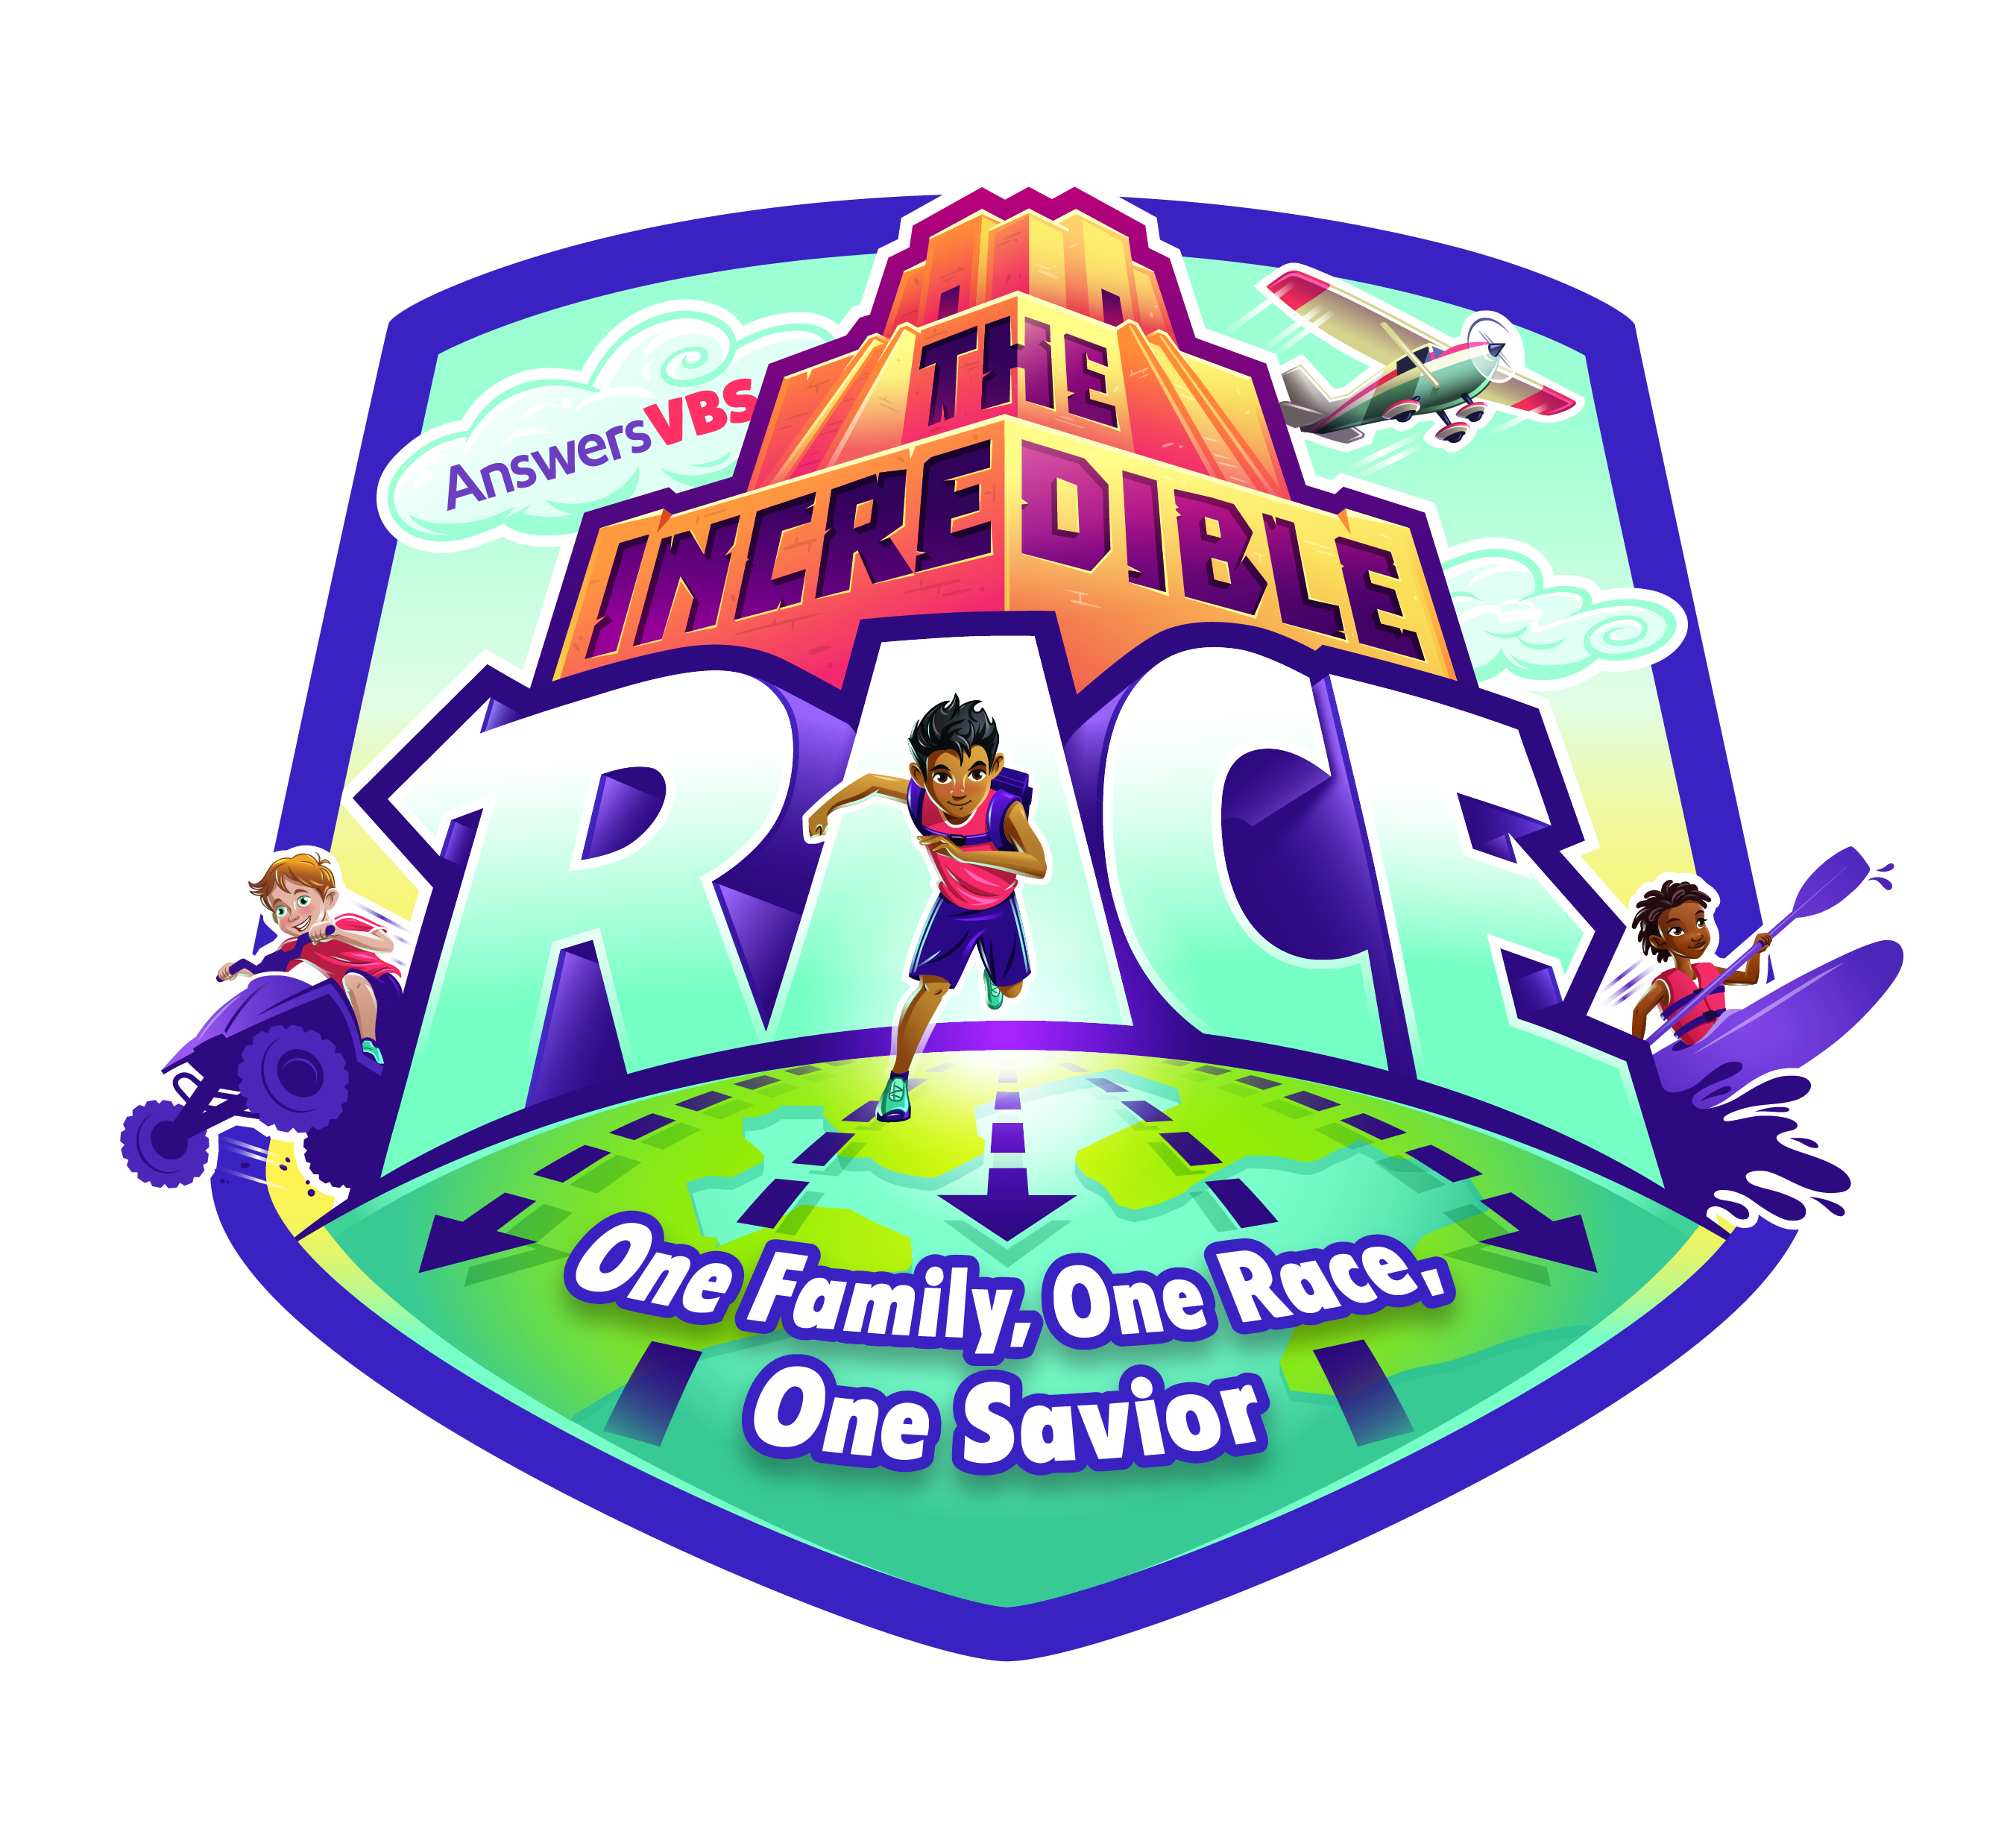 AnswersVBS
THE
INCREDIBLE
RACE
One Family. One Race.
One Savior